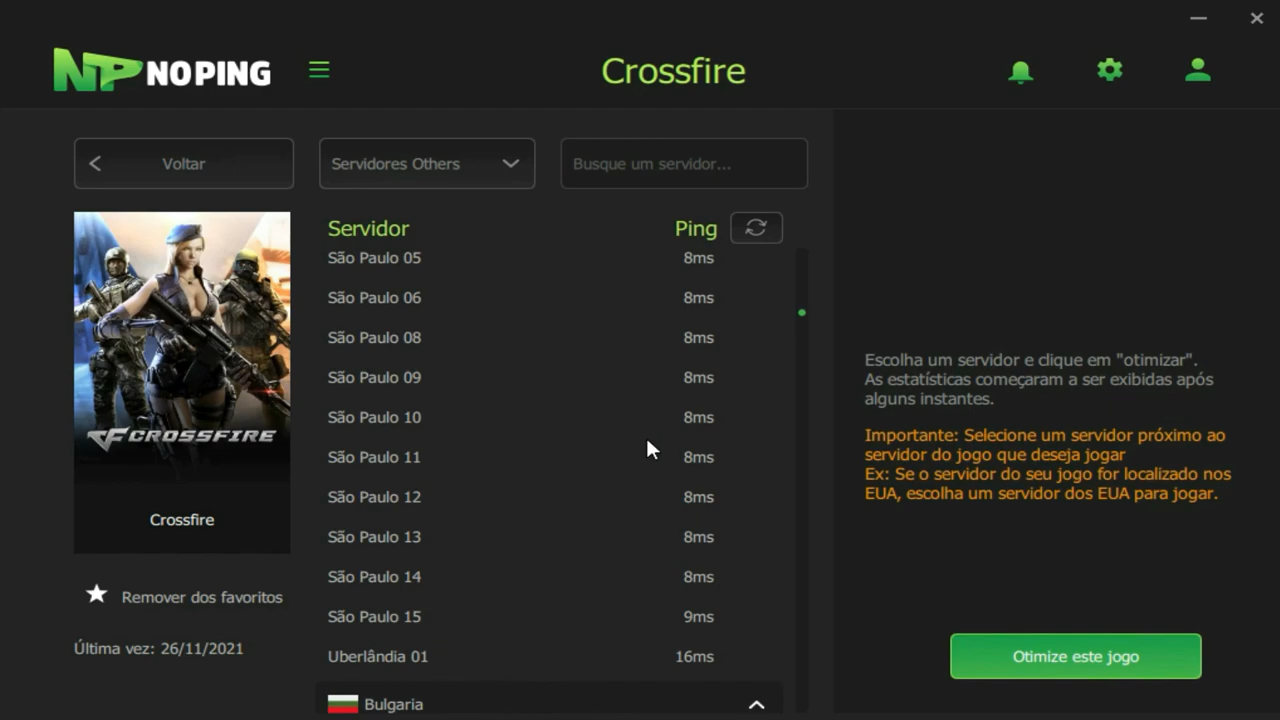 NP NOPING
Crossfire
Voltar
Servidores Others
Busque um servidor...
Servidor Ping
São Paulo 05 8ms
São Paulo 06 8ms
São Paulo 08 8ms
São Paulo 09 8ms
São Paulo 10 8ms
São Paulo 11 8ms
São Paulo 12 8ms
São Paulo 13 8ms
São Paulo 14 8ms
São Paulo 15 9ms
Uberlândia 01 16ms
Bulgaria
CF CROSSFIRE
Crossfire
Remover dos favoritos
Última vez: 26/11/2021
Escolha um servidor e clique em "otimizar".
As estatísticas começaram a ser exibidas após
alguns instantes.
Importante: Selecione um servidor próximo ao
servidor do jogo que deseja jogar
Ex: Se o servidor do seu jogo for localizado nos
EUA, escolha um servidor dos EUA para jogar.
Otimize este jogo